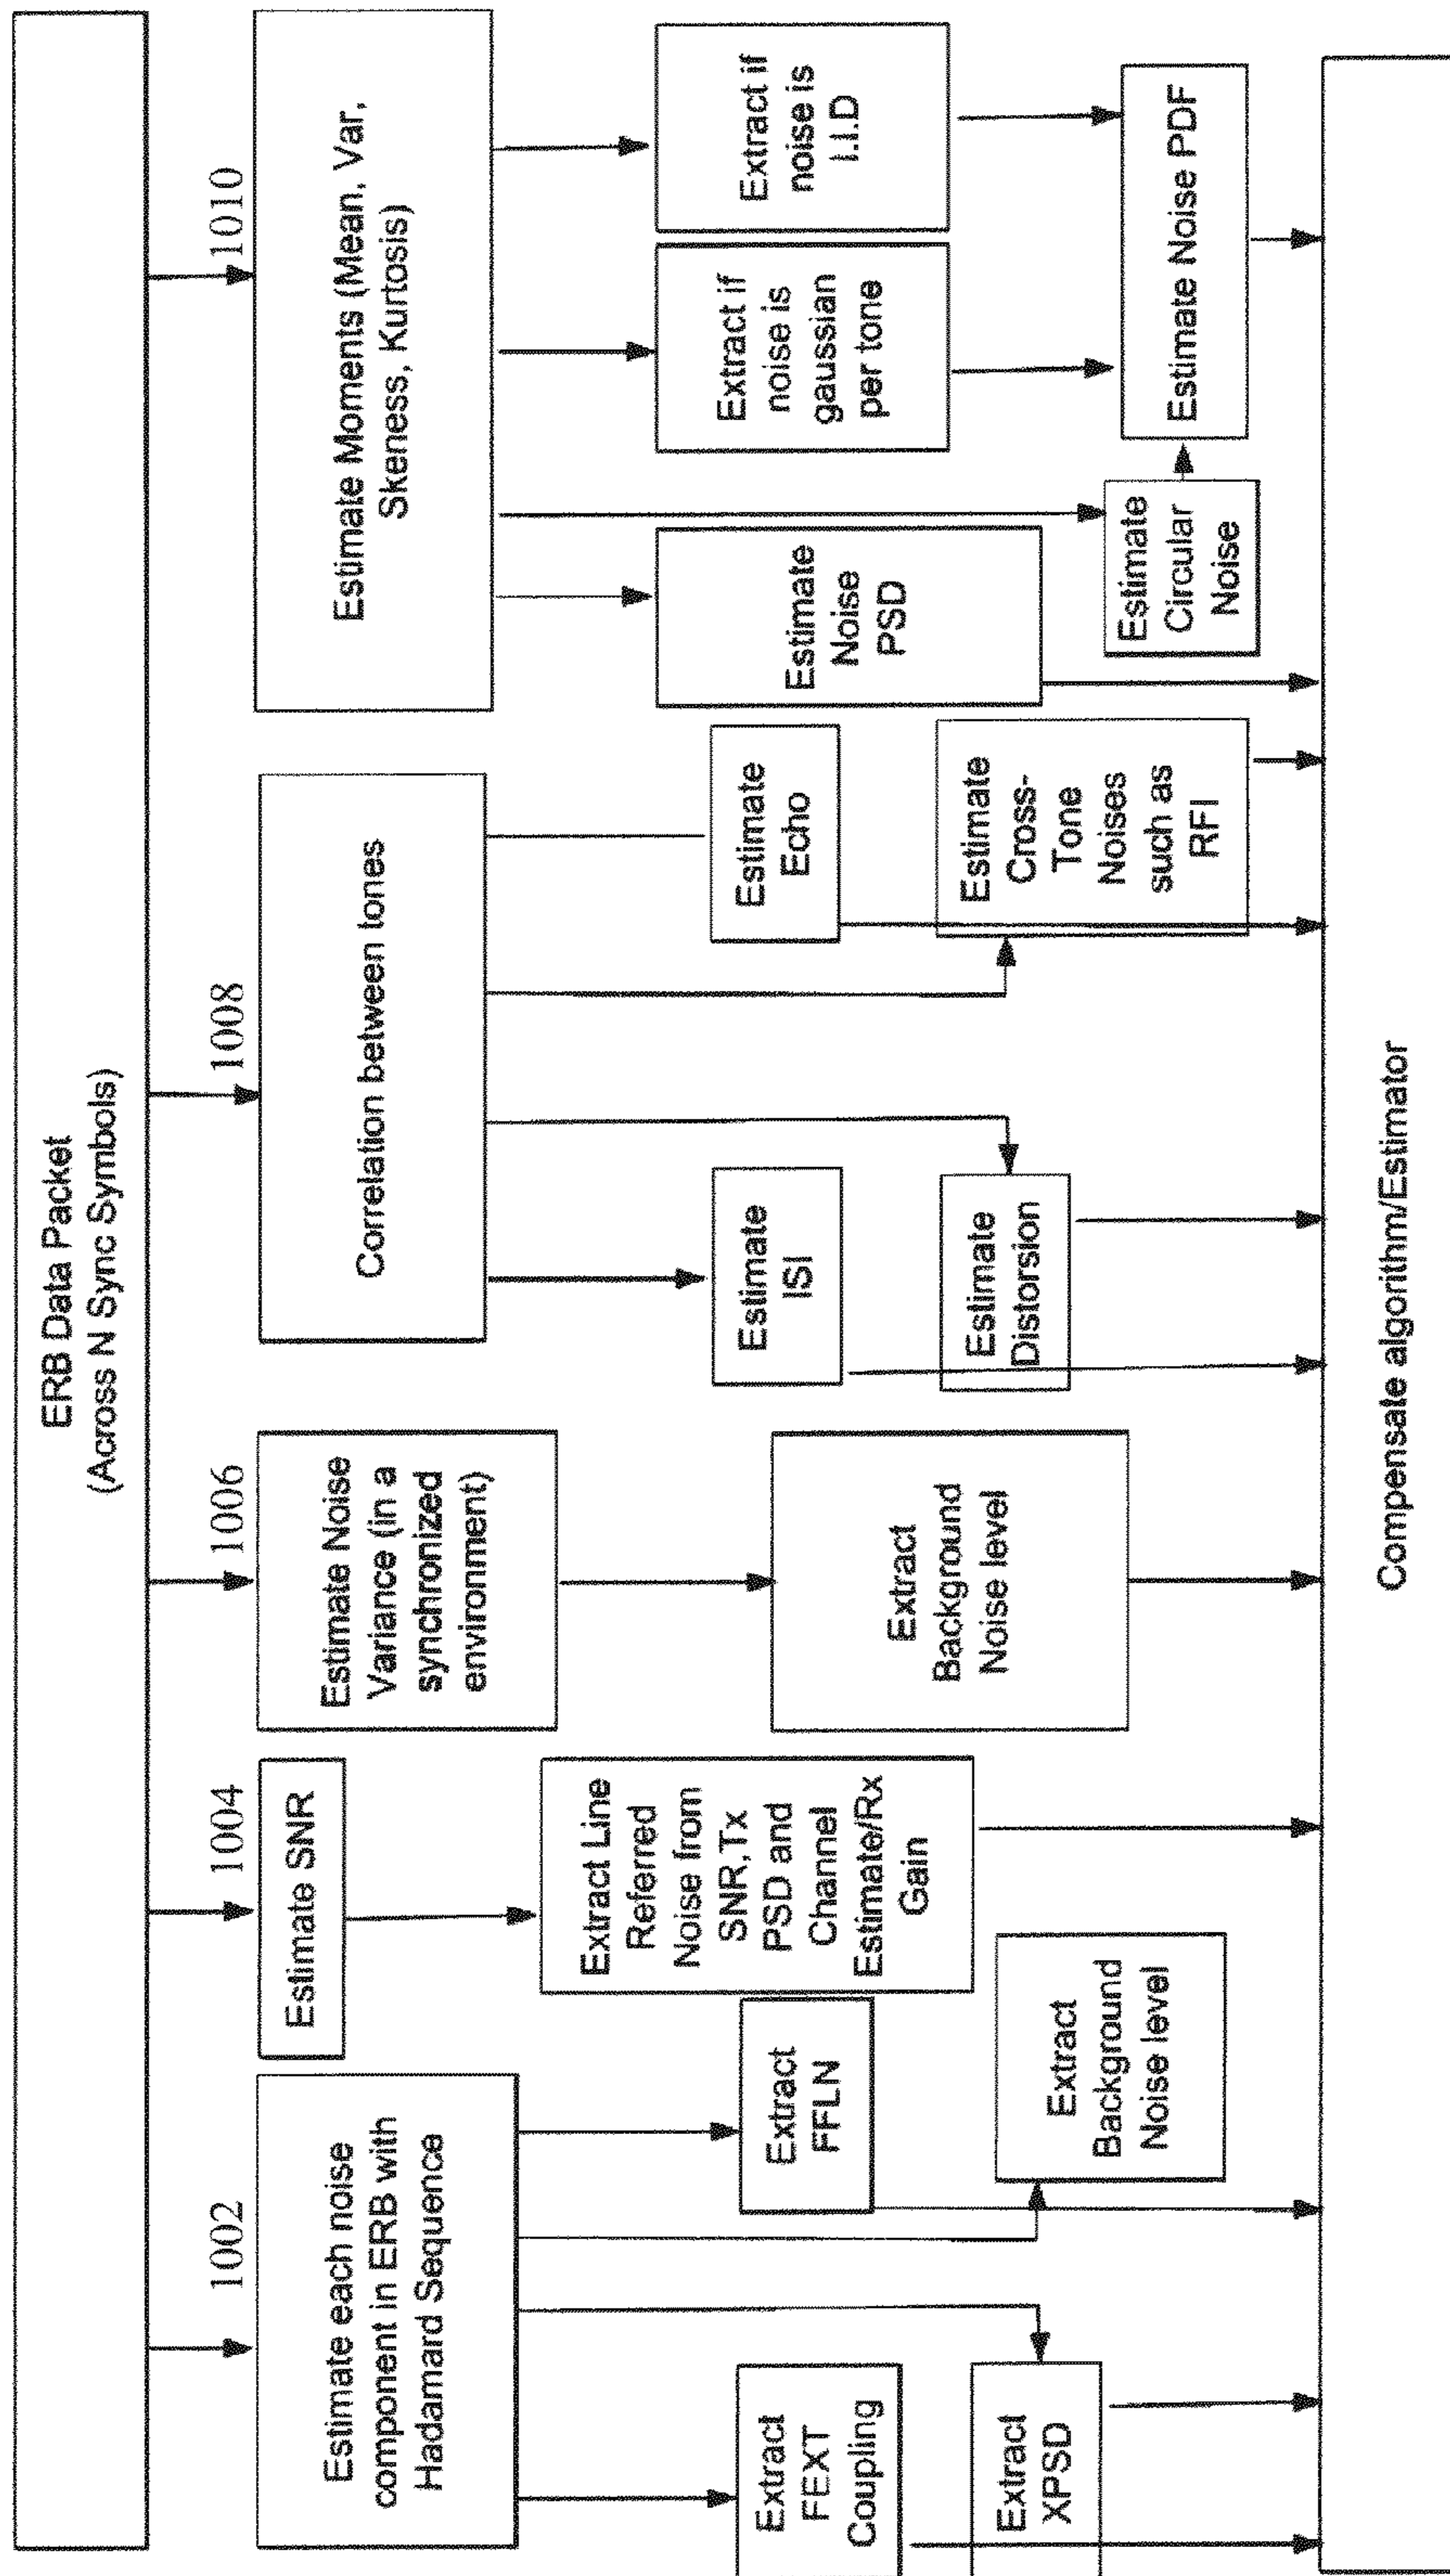 ERB Data Packet
(Across N Sync Symbols)
1002
1004
1006
1008
1010
Estimate each noise
component in ERB with
Hadamard Sequence
Estimate SNR
Estimate Noise
Variance (in a
synchronized
environment)
Correlation between tones
Estimate Moments (Mean, Var,
Skeness, Kurtosis)
Extract
FEXT
Coupling
Extract
XPSD
Extract
FFLN
Extract
Background
Noise level
Extract Line
Referred
Noise from
SNR,Tx
PSD and
Channel
Estimate/Rx
Gain
Extract
Background
Noise level
Estimate
ISI
Estimate
Distorsion
Estimate
Echo
Estimate
Cross-
Tone
Noises
such as
RFI
Estimate
Noise
PSD
Extract if
noise is
gaussian
per tone
Extract if
noise is
I.I.D
Estimate
Circular
Noise
Estimate Noise PDF
Compensate algorithm/Estimator